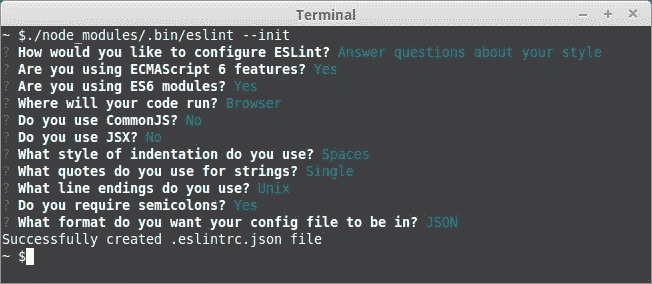 Terminal
~ $./node_modules/.bin/eslint --init
? How would you like to configure ESLint? Answer questions about your style
? Are you using ECMAScript 6 features? Yes
? Are you using ES6 modules? Yes
? Where will your code run? Browser
? Do you use CommonJS? No
? Do you use JSX? No
? What style of indentation do you use? Spaces
? What quotes do you use for strings? Single
? What line endings do you use? Unix
? Do you require semicolons? Yes
? What format do you want your config file to be in? JSON
Successfully created .eslintrc.json file
~ $